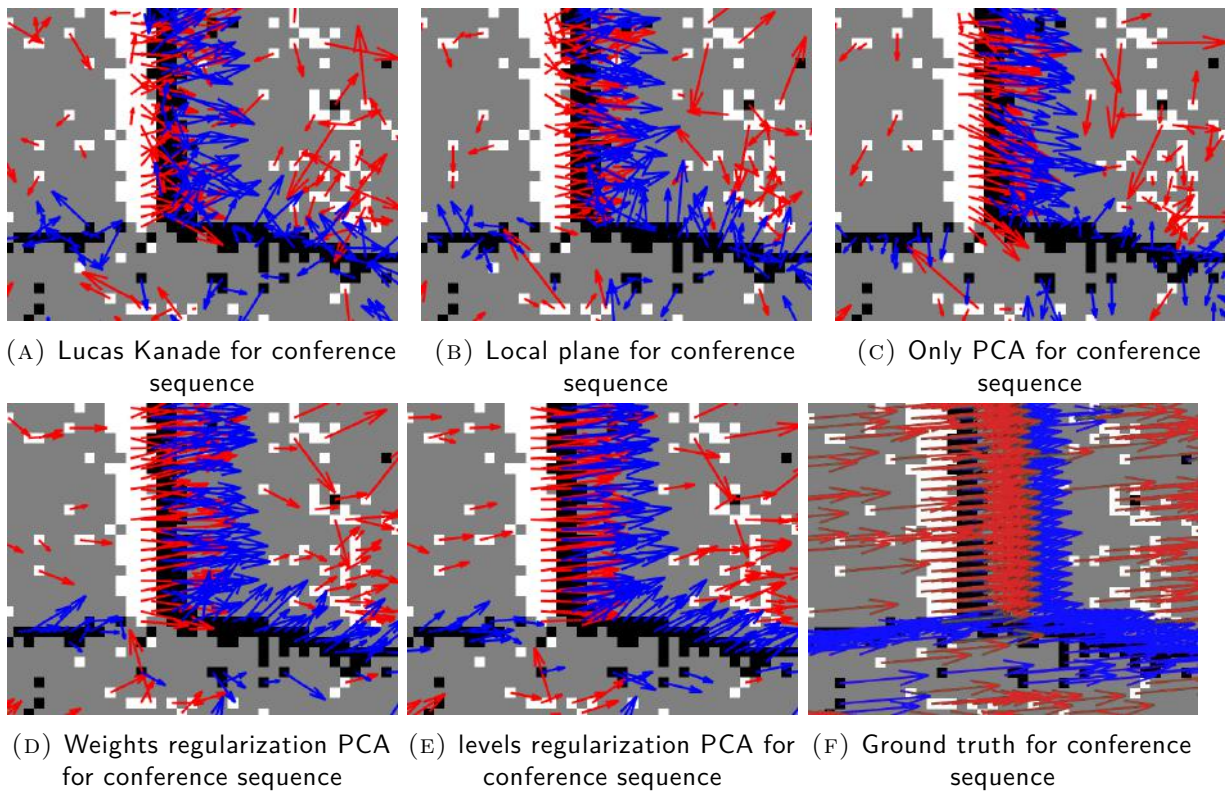 (A) Lucas Kanade for conference
sequence
(B) Local plane for conference
sequence
(C) Only PCA for conference
sequence
(D) Weights regularization PCA
for conference sequence
(E) levels regularization PCA for
conference sequence
(F) Ground truth for conference
sequence